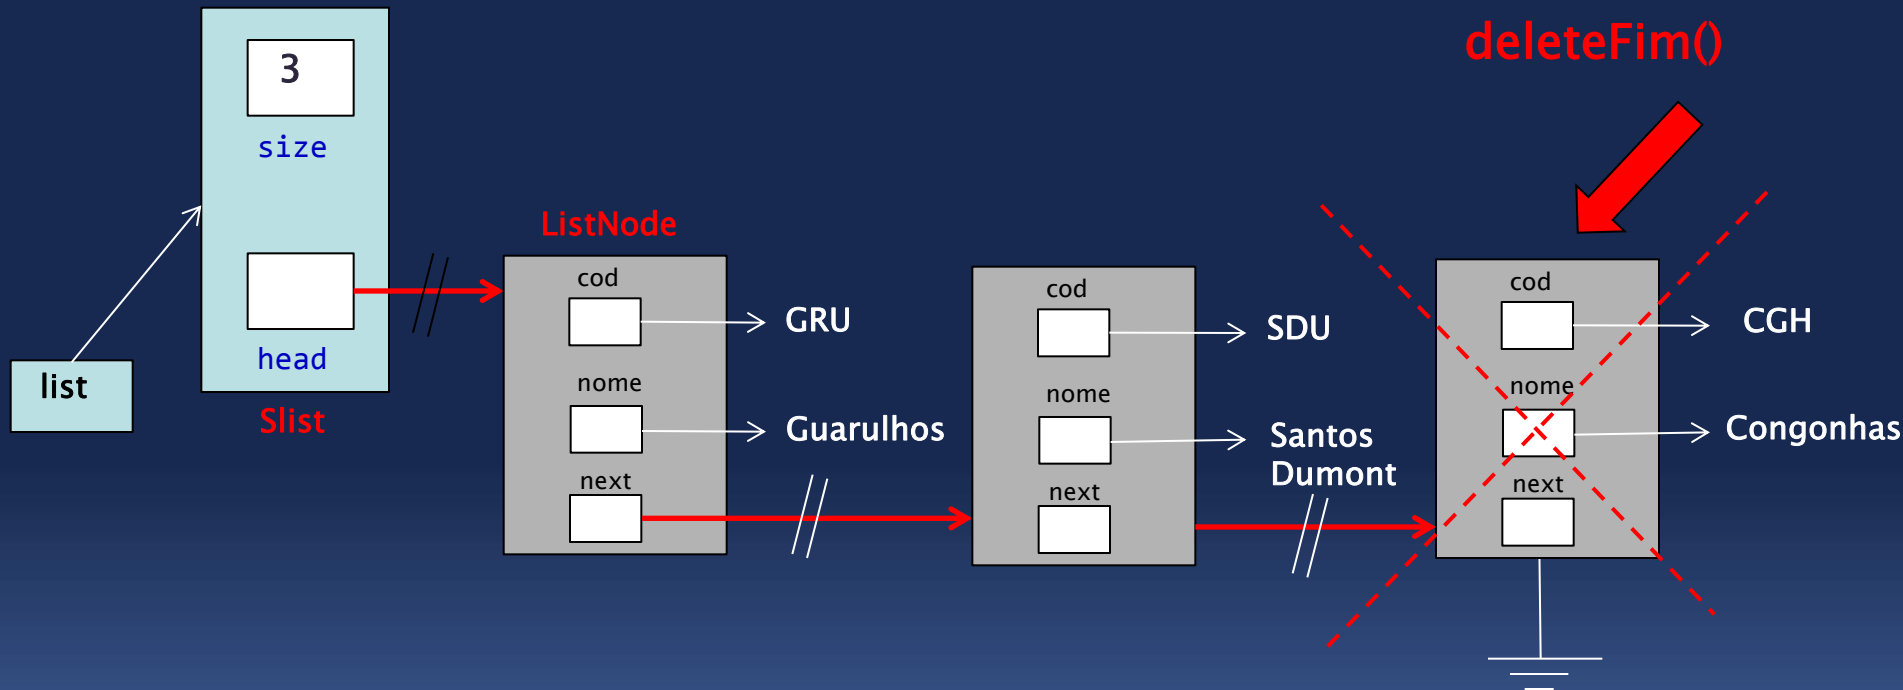 deleteFim()
3
size
head
Slist
list
ListNode
cod
GRU
nome
Guarulhos
next
cod
SDU
nome
Santos
Dumont
next
cod
CGH
nome
Congonhas
next